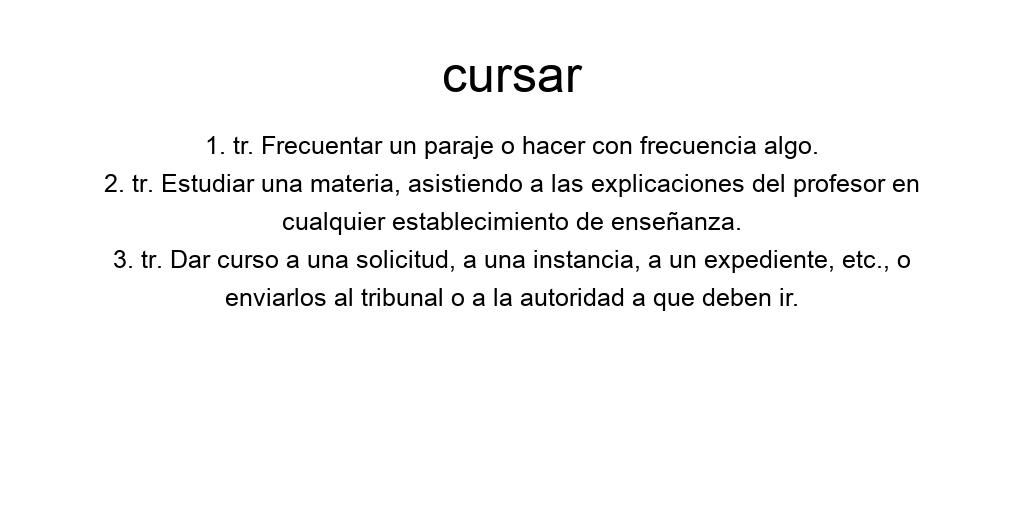 cursar
1. tr. Frecuentar un paraje o hacer con frecuencia algo.
2. tr. Estudiar una materia, asistiendo a las explicaciones del profesor en
cualquier establecimiento de enseñanza.
3. tr. Dar curso a una solicitud, a una instancia, a un expediente, etc., o
enviarlos al tribunal o a la autoridad a que deben ir.